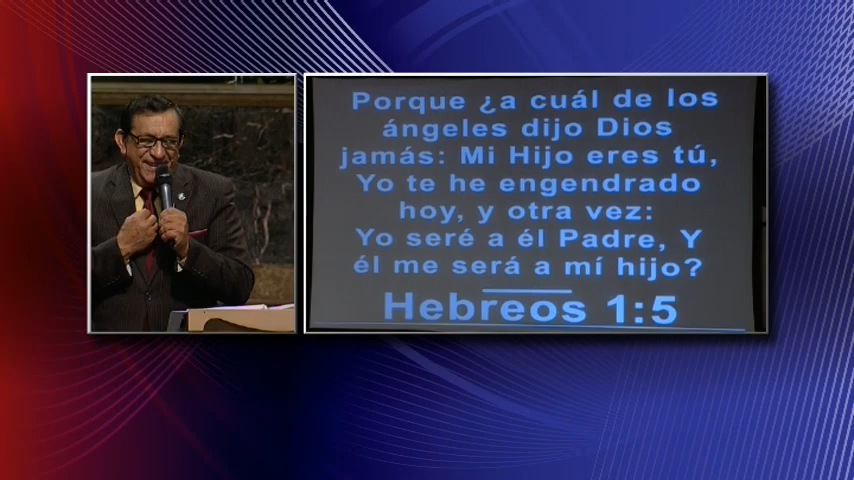 Porque ¿a cuál de los
ángeles dijo Dios
jamás: Mi Hijo eres tú,
Yo te he engendrado
hoy, y otra vez:
Yo seré a él Padre, Y
él me será a mí hijo?
Hebreos 1:5